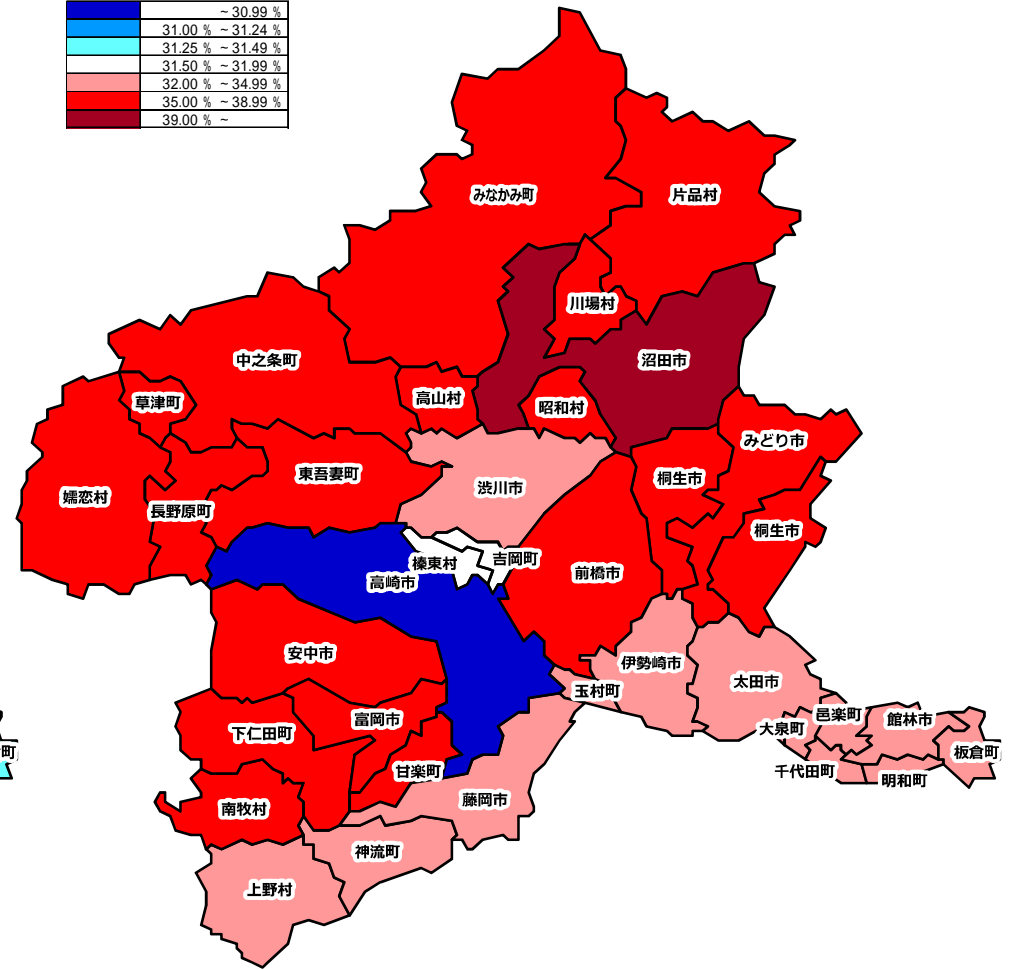 ~ 30.99 %
31.00 % ~ 31.24 %
31.25 % ~ 31.49 %
31.50 % ~ 31.99 %
32.00 % ~ 34.99 %
35.00 % ~ 38.99 %
39.00 % ~
みなかみ町
片品村
川場村
中之条町
沼田市
草津町
高山村
昭和村
みどり市
東吾妻町
桐生市
渋川市
嬬恋村
長野原町
桐生市
吉岡町
榛東村
前橋市
高崎市
安中市
伊勢崎市
太田市
玉村町
邑楽町
富岡市
館林市
大泉町
下仁田町
町
板倉町
甘楽町
千代田町
明和町
藤岡市
南牧村
神流町
上野村